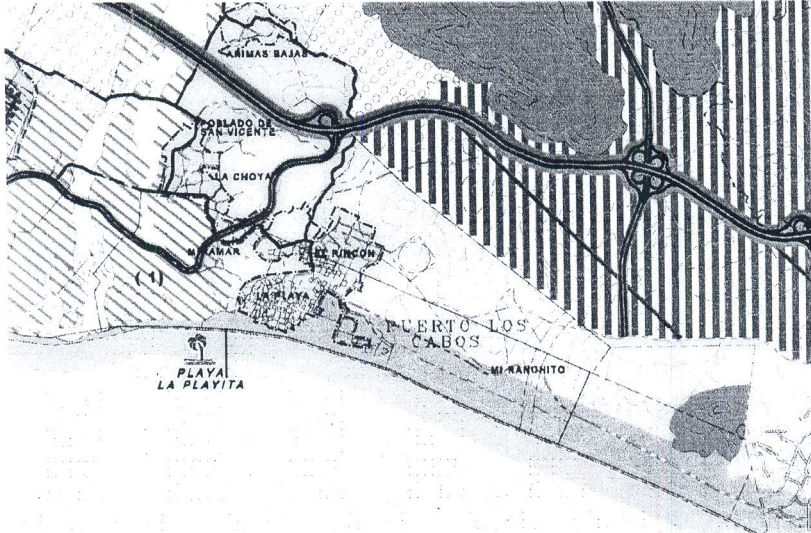 ANIMAS BAJAS
POBLADO DE
SAN VICENTE
LA CHOYA
EL RINCON
(1)
LA PLAYA
PUERTO LOS
CABOS
MI RANCHITO
PLAYA
LA PLAYITA